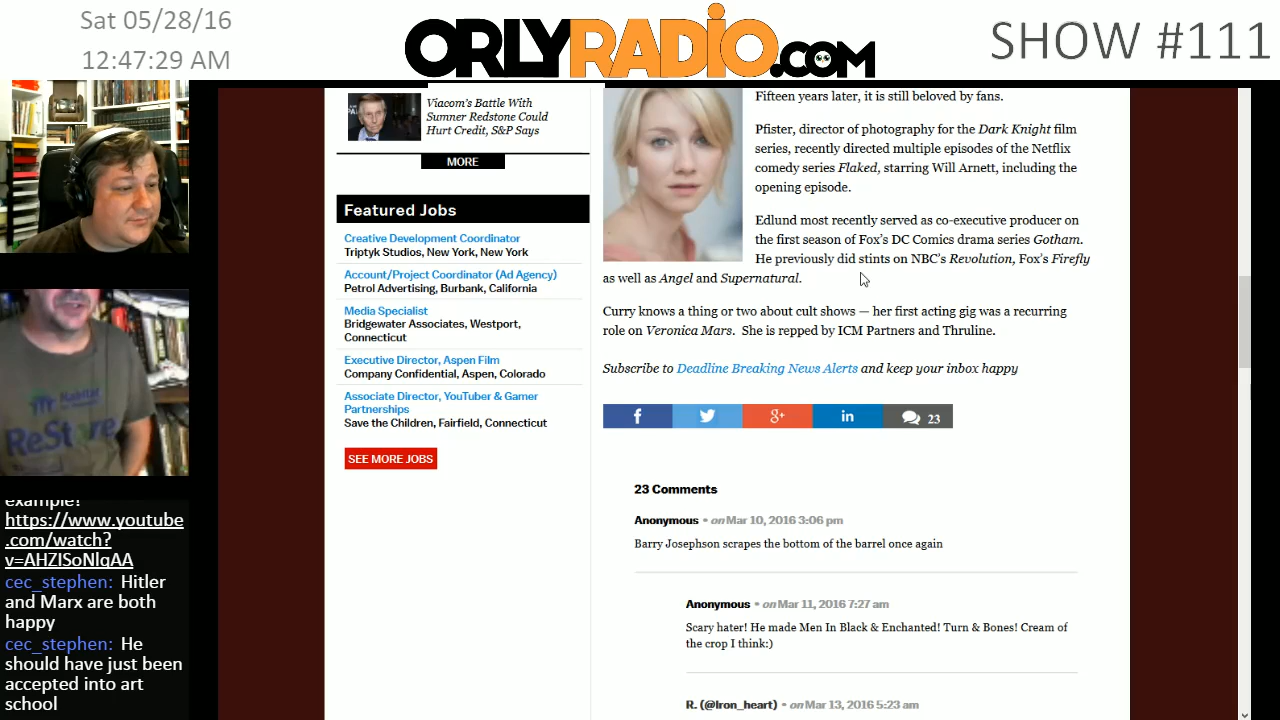 Sat 05/28/16
12:47:29 AM
ORLYRADiO.COM
SHOW #111
Viacom's Battle With
Sumner Redstone Could
Hurt Credit, S&P Says
MORE
Featured Jobs
Creative Development Coordinator
Triptyk Studios, New York, New York
Account/Project Coordinator (Ad Agency)
Petrol Advertising, Burbank, California
Media Specialist
Bridgewater Associates, Westport,
Connecticut
Executive Director, Aspen Film
Company Confidential, Aspen, Colorado
Associate Director, YouTuber & Gamer
Partnerships
Save the Children, Fairfield, Connecticut
SEE MORE JOBS
Fifteen years later, it is still beloved by fans.
Pfister, director of photography for the Dark Knight film
series, recently directed multiple episodes of the Netflix
comedy series Flaked, starring Will Arnett, including the
opening episode.
Edlund most recently served as co-executive producer on
the first season of Fox's DC Comics drama series Gotham.
He previously did stints on NBC's Revolution, Fox's Firefly
as well as Angel and Supernatural.
Curry knows a thing or two about cult shows — her first acting gig was a recurring
role on Veronica Mars. She is repped by ICM Partners and Thruline.
Subscribe to Deadline Breaking News Alerts and keep your inbox happy
23
23 Comments
Anonymous • on Mar 10, 2016 3:06 pm
Barry Josephson scrapes the bottom of the barrel once again
Anonymous • on Mar 11, 2016 7:27 am
Scary hater! He made Men In Black & Enchanted! Turn & Bones! Cream of
the crop I think:)
R. (@Iron_heart) • on Mar 13, 2016 5:23 am
Habitat
ReStore
example!
https://www.youtube
.com/watch?
v=AHZISoNlqAA
cec_stephen: Hitler
and Marx are both
happy
cec_stephen: He
should have just been
accepted into art
school